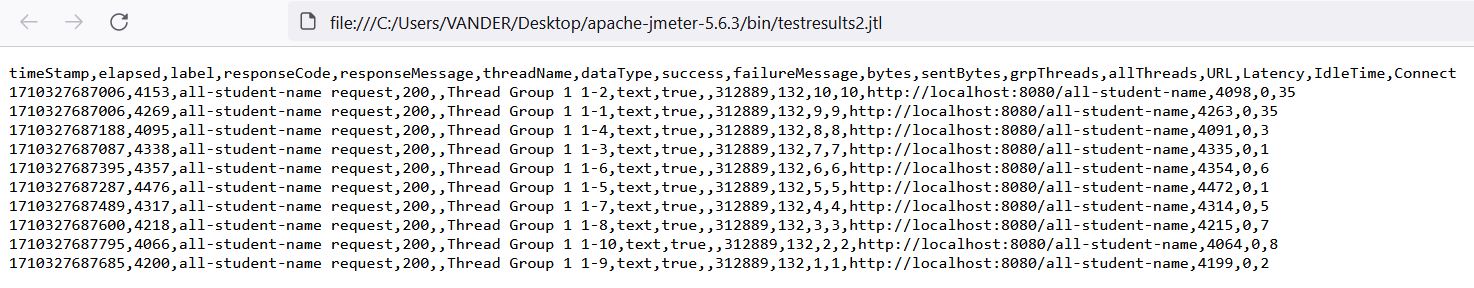 file:///C:/Users/VANDER/Desktop/apache-jmeter-5.6.3/bin/testresults2.jtl
timeStamp,elapsed,label,responseCode,responseMessage,threadName,dataType,success,failureMessage,bytes,sentBytes,grpThreads,allThreads,URL,Latency,IdleTime,Connect
1710327687006,4153,all-student-name request,200,,Thread Group 1 1-2,text,true,,312889,132,10,10,http://localhost:8080/all-student-name,4098,0,35
1710327687006,4269,all-student-name request,200,,Thread Group 1 1-1,text,true,,312889,132,9,9,http://localhost:8080/all-student-name,4263,0,35
1710327687188,4095,all-student-name request,200,,Thread Group 1 1-4,text,true,,312889,132,8,8,http://localhost:8080/all-student-name,4091,0,3
1710327687087,4338,all-student-name request,200,,Thread Group 1 1-3,text,true,,312889,132,7,7,http://localhost:8080/all-student-name,4335,0,1
1710327687395,4357,all-student-name request,200,,Thread Group 1 1-6,text,true,,312889,132,6,6,http://localhost:8080/all-student-name,4354,0,6
1710327687287,4476,all-student-name request,200,,Thread Group 1 1-5,text,true,,312889,132,5,5,http://localhost:8080/all-student-name,4472,0,1
1710327687489,4317,all-student-name request,200,,Thread Group 1 1-7,text,true,,312889,132,4,4,http://localhost:8080/all-student-name,4314,0,5
1710327687600,4218,all-student-name request,200,,Thread Group 1 1-8,text,true,,312889,132,3,3,http://localhost:8080/all-student-name,4215,0,7
1710327687795,4066,all-student-name request,200,,Thread Group 1 1-10,text,true,,312889,132,2,2,http://localhost:8080/all-student-name,4064,0,8
1710327687685,4200,all-student-name request,200,,Thread Group 1 1-9,text,true,,312889,132,1,1,http://localhost:8080/all-student-name,4199,0,2